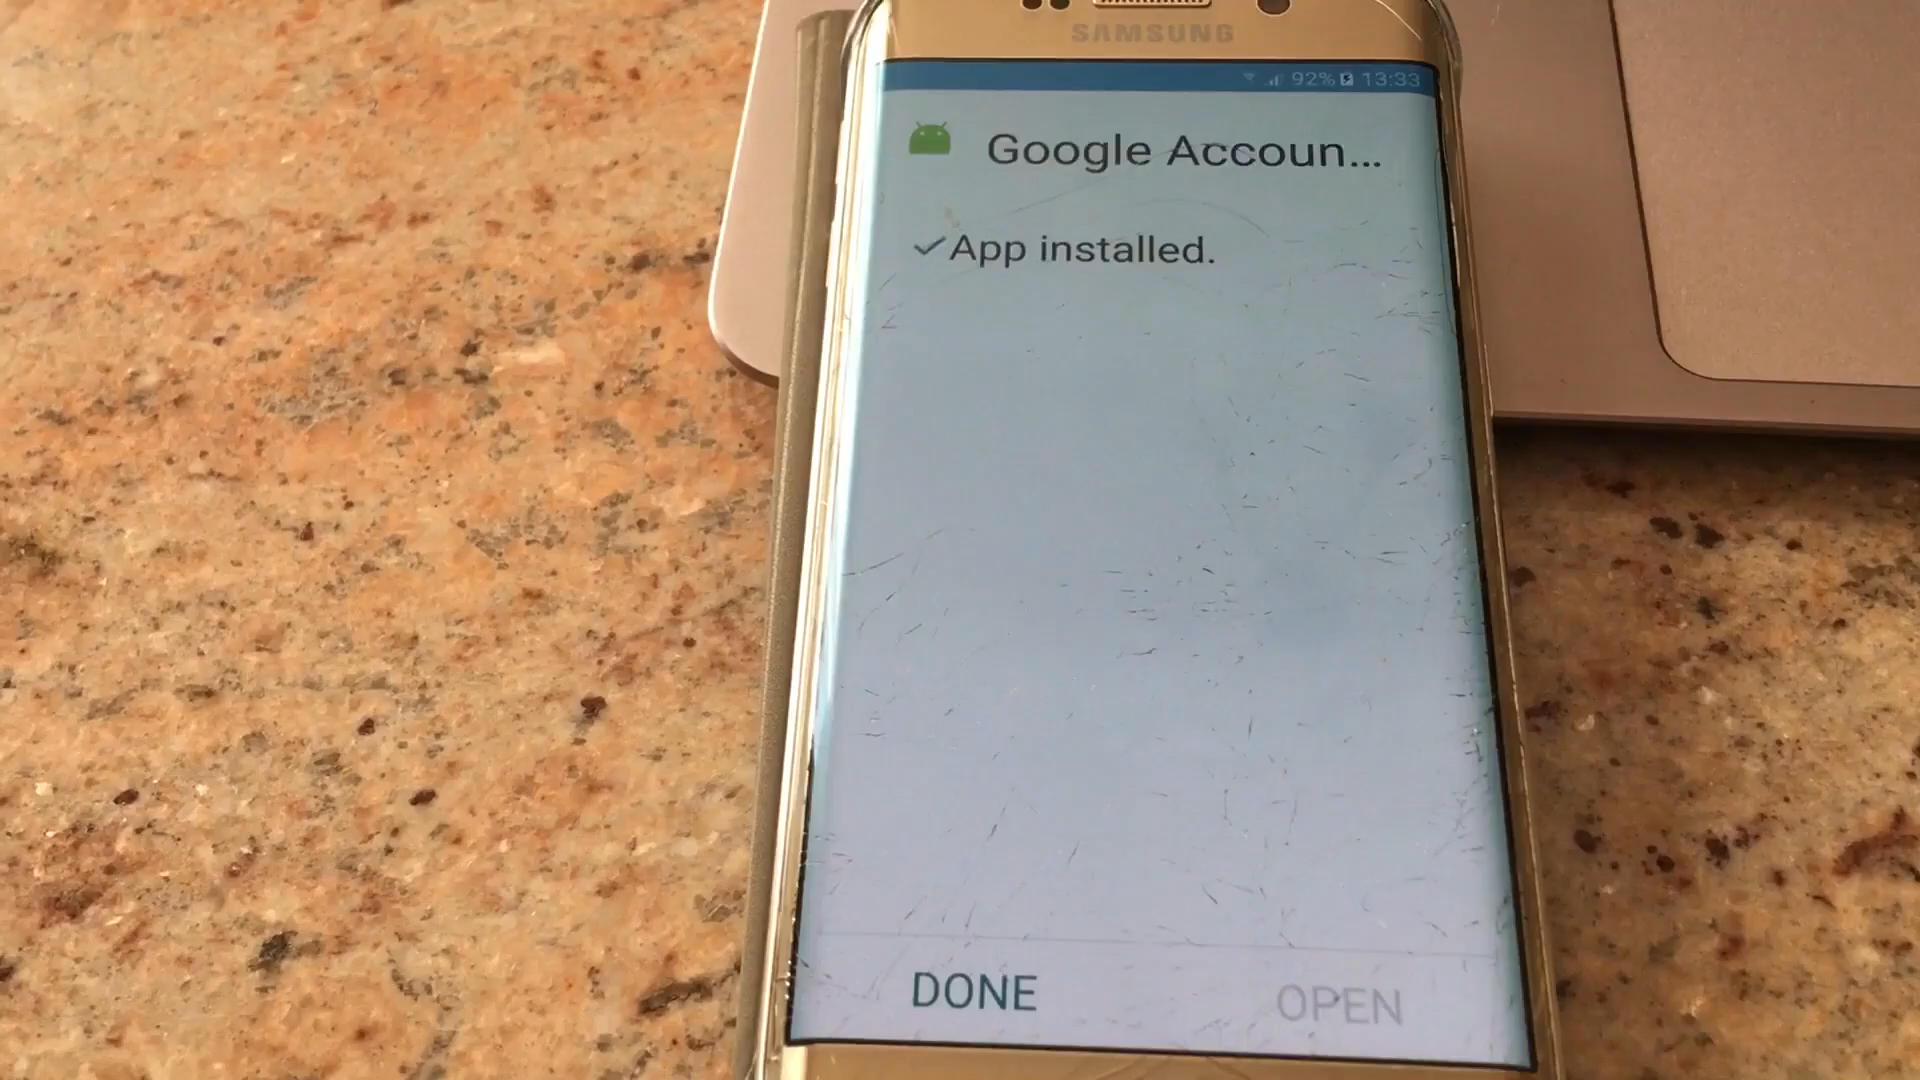 SAMSUNG
92% 13:33
Google Accoun...
App installed.
DONE
OPEN